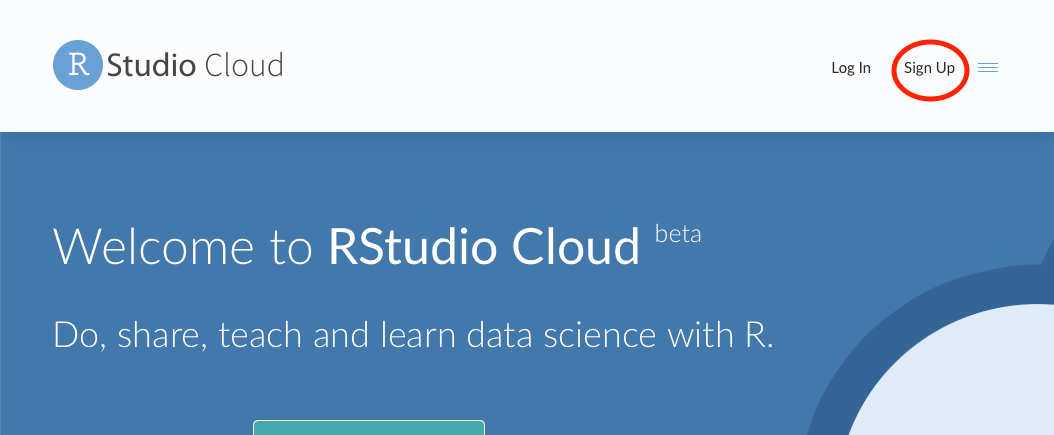 R Studio Cloud
Log In
Sign Up
Welcome to RStudio Cloud beta
Do, share, teach and learn data science with R.